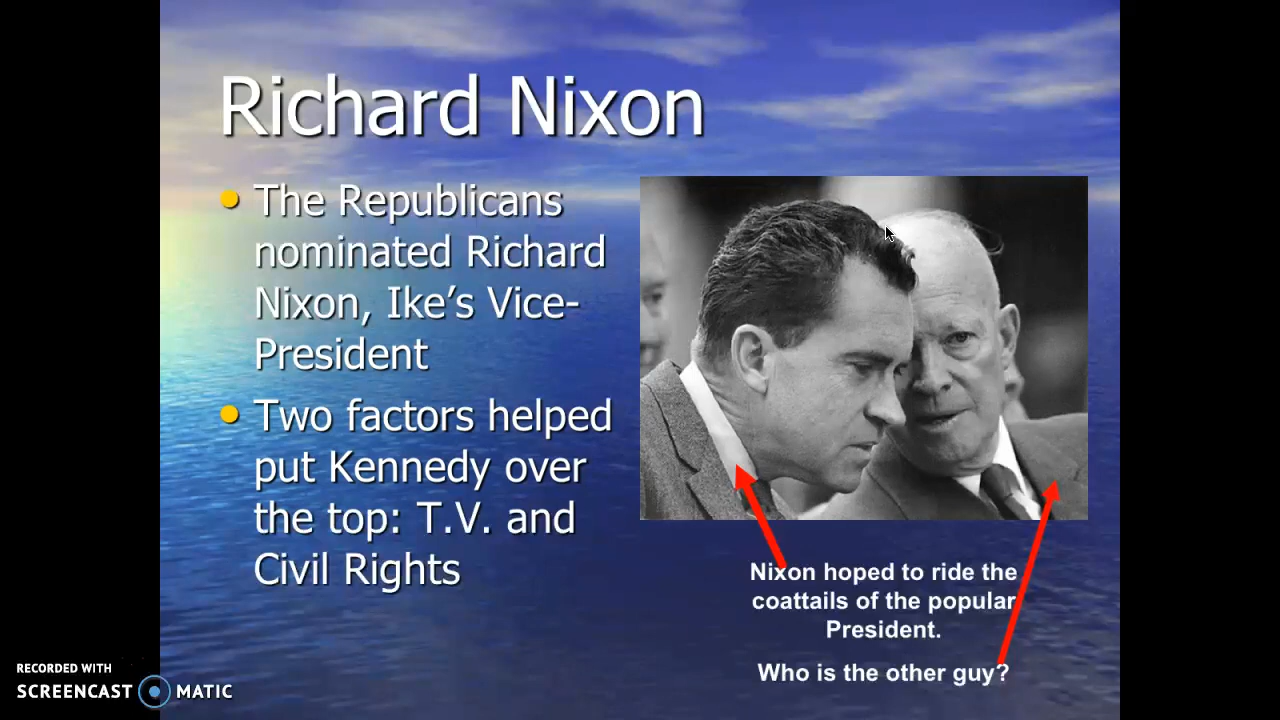 Richard Nixon
The Republicans
nominated Richard
Nixon, Ike’s Vice-
President
Two factors helped
put Kennedy over
the top: T.V. and
Civil Rights
Nixon hoped to ride the
coattails of the popular
President.
Who is the other guy?
RECORDED WITH
SCREENCAST MATIC